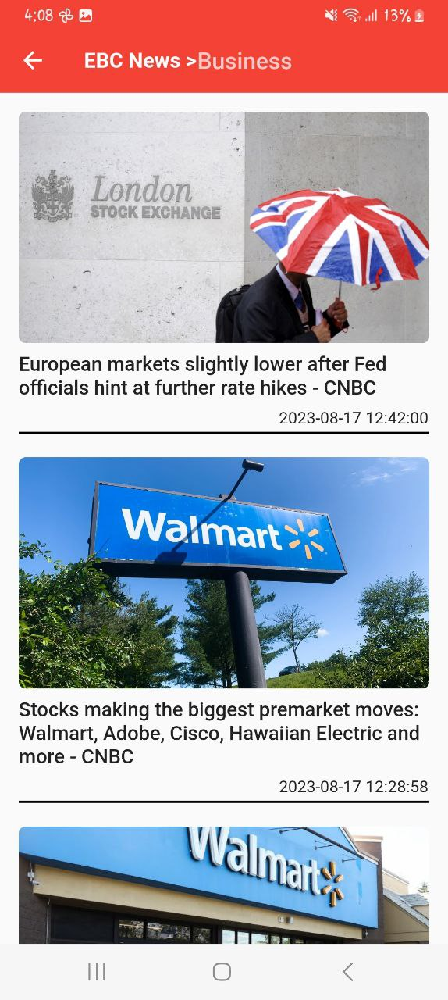 4:08
13%
EBC News >Business
London
STOCK EXCHANGE
European markets slightly lower after Fed
officials hint at further rate hikes - CNBC
2023-08-17 12:42:00
Walmart
Stocks making the biggest premarket moves:
Walmart, Adobe, Cisco, Hawaiian Electric and
more - CNBC
2023-08-17 12:28:58
Walmart